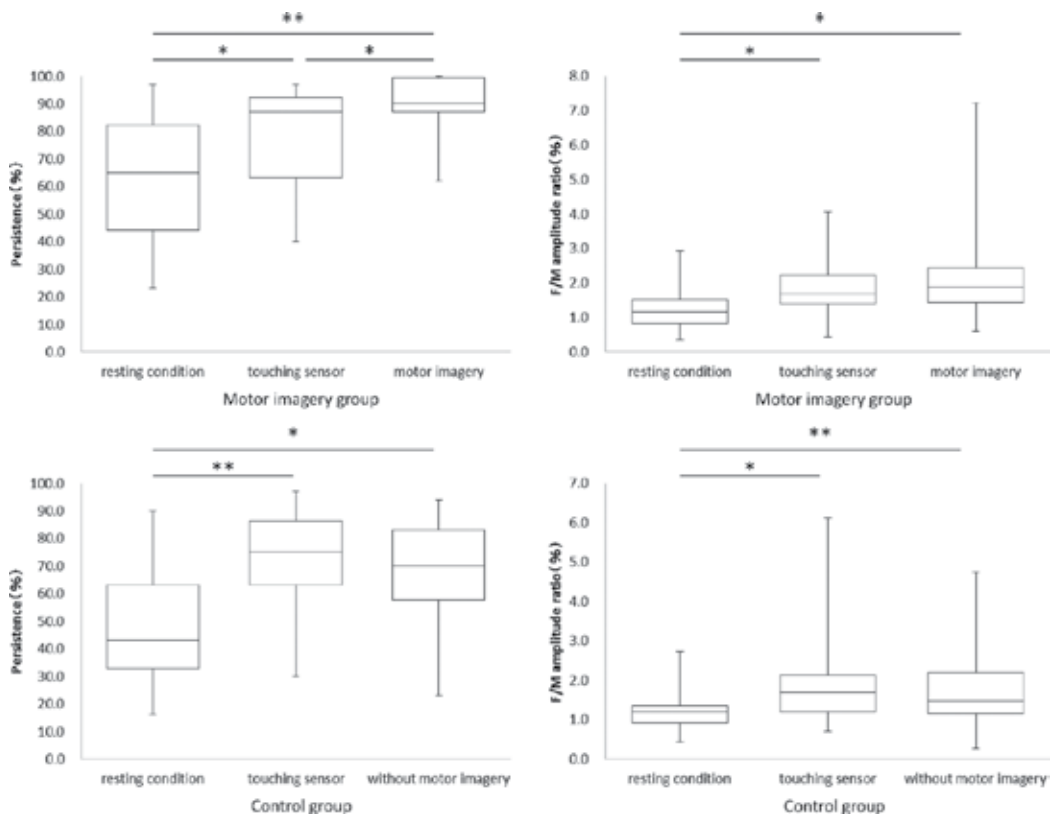 **
*
*
*
100.0
90.0
80.0
70.0
60.0
50.0
40.0
30.0
20.0
10.0
0.0
Persistence(%)
resting condition
touching sensor
motor imagery
Motor imagery group
*
*
8.0
7.0
6.0
5.0
4.0
3.0
2.0
1.0
0.0
F/M amplitude ratio(%)
resting condition
touching sensor
motor imagery
Motor imagery group
*
**
100.0
90.0
80.0
70.0
60.0
50.0
40.0
30.0
20.0
10.0
0.0
Persistence(%)
resting condition
touching sensor
without motor imagery
Control group
**
*
7.0
6.0
5.0
4.0
3.0
2.0
1.0
0.0
F/M amplitude ratio(%)
resting condition
touching sensor
without motor imagery
Control group